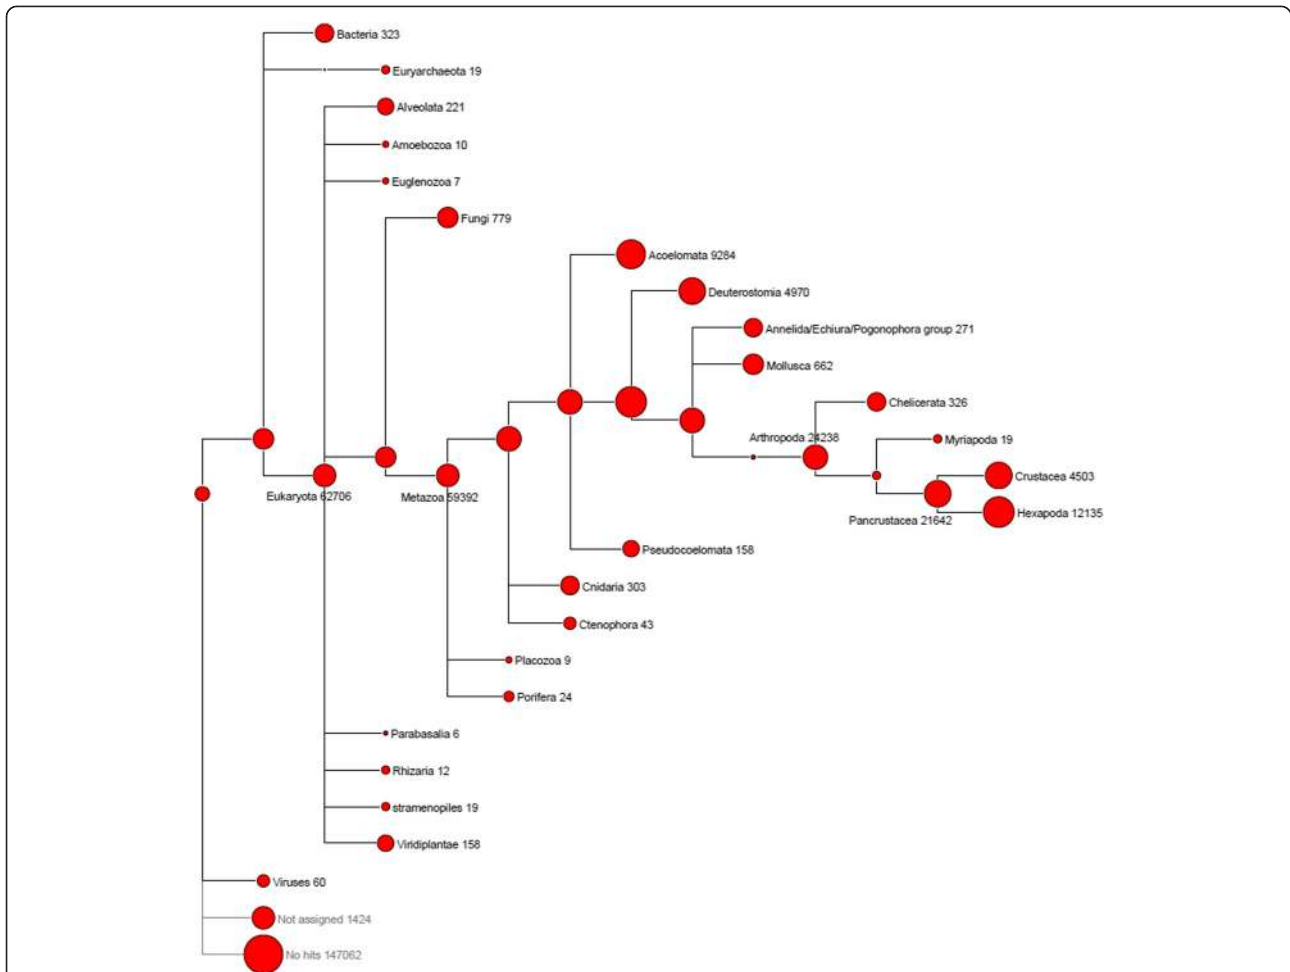 Bacteria 323
Euryarchaeota 19
Alveolata 221
Amoebozoa 10
Euglenozoa 7
Fungi 779
Acoelomata 9284
Deuterostomia 4970
Annelida/Echiura/Pogonophora group 271
Mollusca 662
Chelicerata 326
Arthropoda 24238
Myriapoda 19
Crustacea 4503
Eukaryota 62706
Metazoa 59392
Hexapoda 12135
Pancrustacea 21642
Pseudocoelomata 158
Cnidaria 303
Ctenophora 43
Placozoa 9
Porifera 24
Parabasalia 6
Rhizaria 12
stramenopiles 19
Viridiplantae 158
Viruses 60
Not assigned 1424
No hits 147062